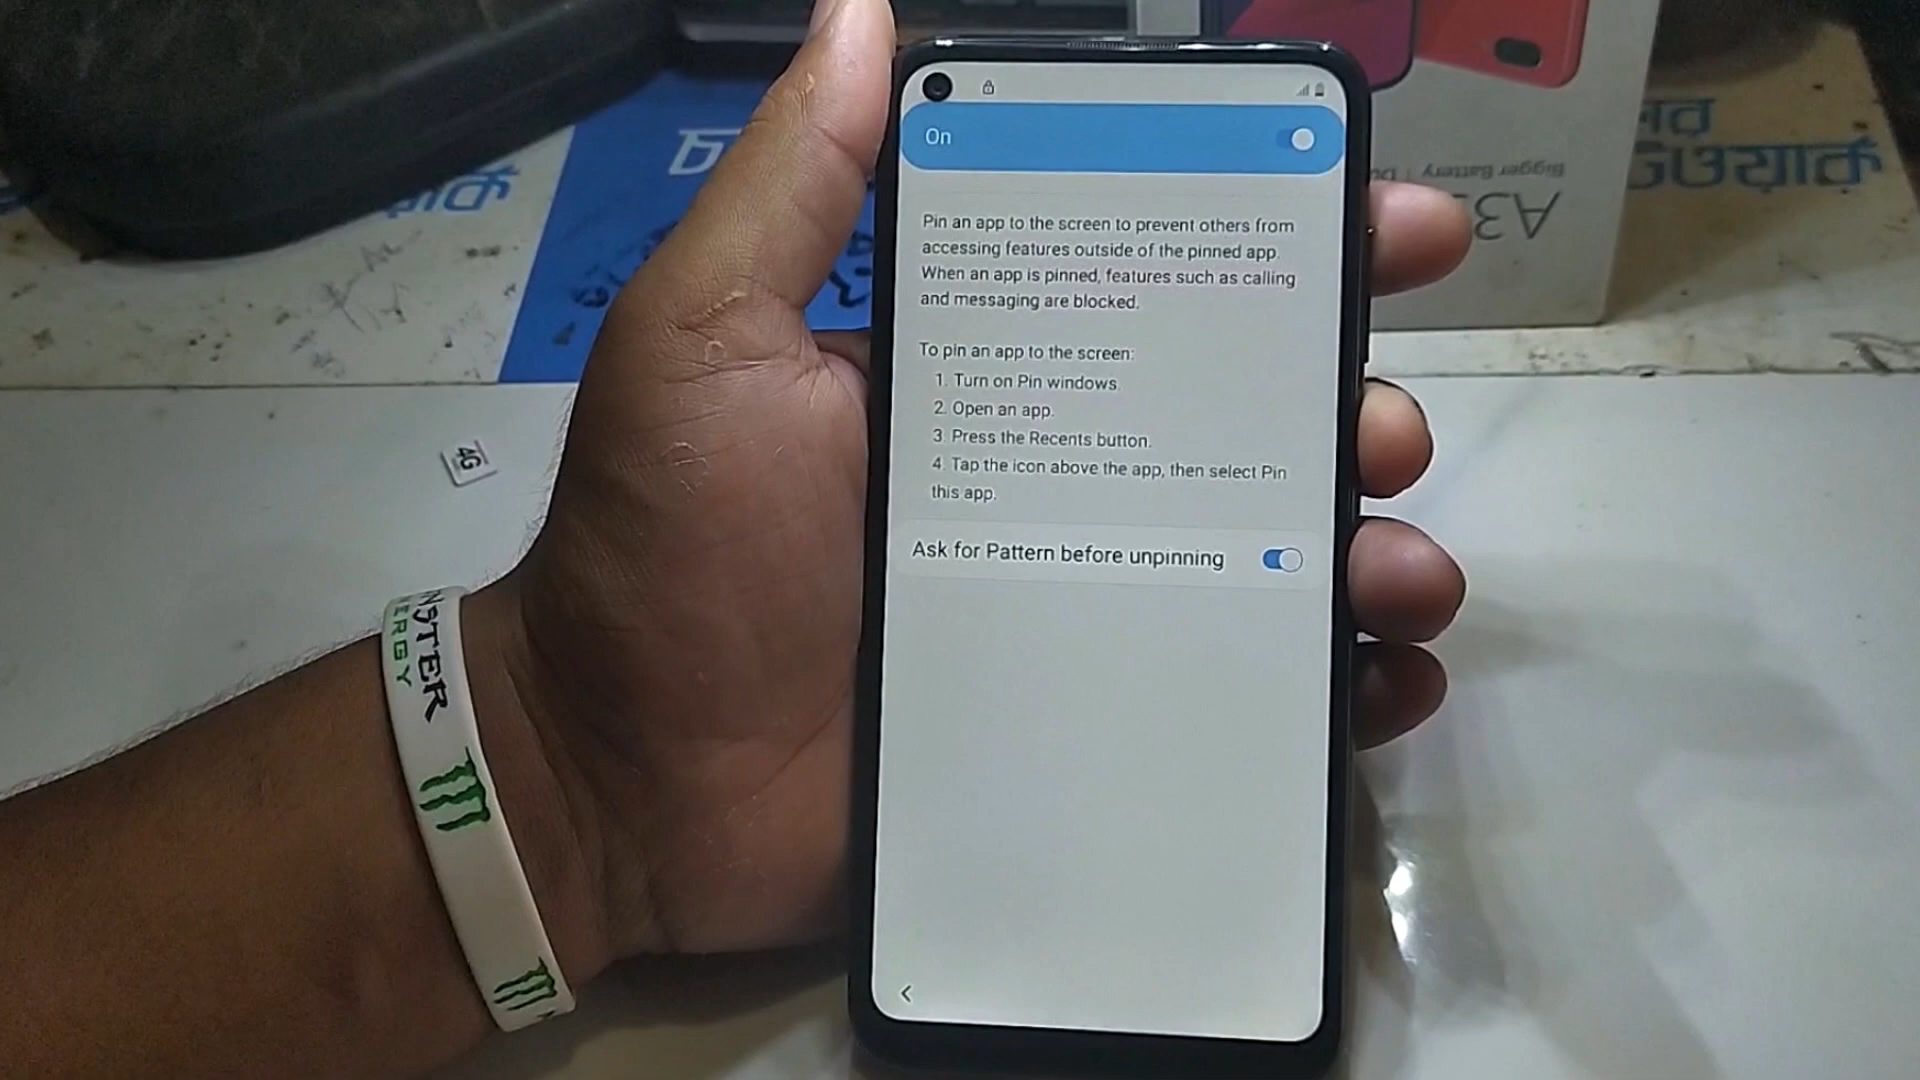 On
Pin an app to the screen to prevent others from
accessing features outside of the pinned app.
When an app is pinned, features such as calling
and messaging are blocked.
To pin an app to the screen:
1. Turn on Pin windows.
2. Open an app.
3. Press the Recents button.
4. Tap the icon above the app, then select Pin
this app.
Ask for Pattern before unpinning
4G
NSTER
ENERGY
Bigger Battery
A3